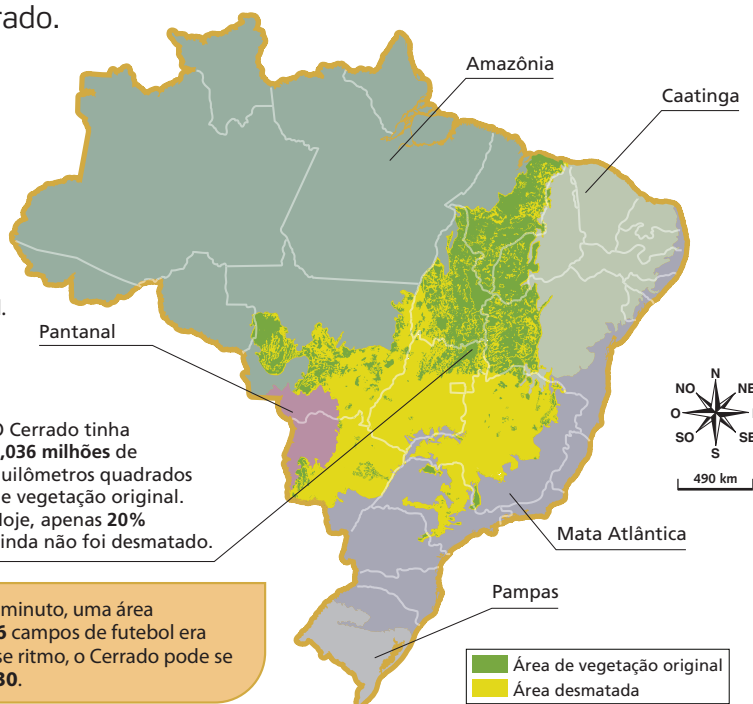 rado.
Amazônia
Caatinga
Pantanal
O Cerrado tinha
,036 milhões de
uilômetros quadrados
e vegetação original.
Hoje, apenas 20%
inda não foi desmatado.
minuto, uma área
6 campos de futebol era
se ritmo, o Cerrado pode se
30.
N
NO
NE
O
SO
SE
S
490 km
Mata Atlântica
Pampas
Área de vegetação original
Área desmatada